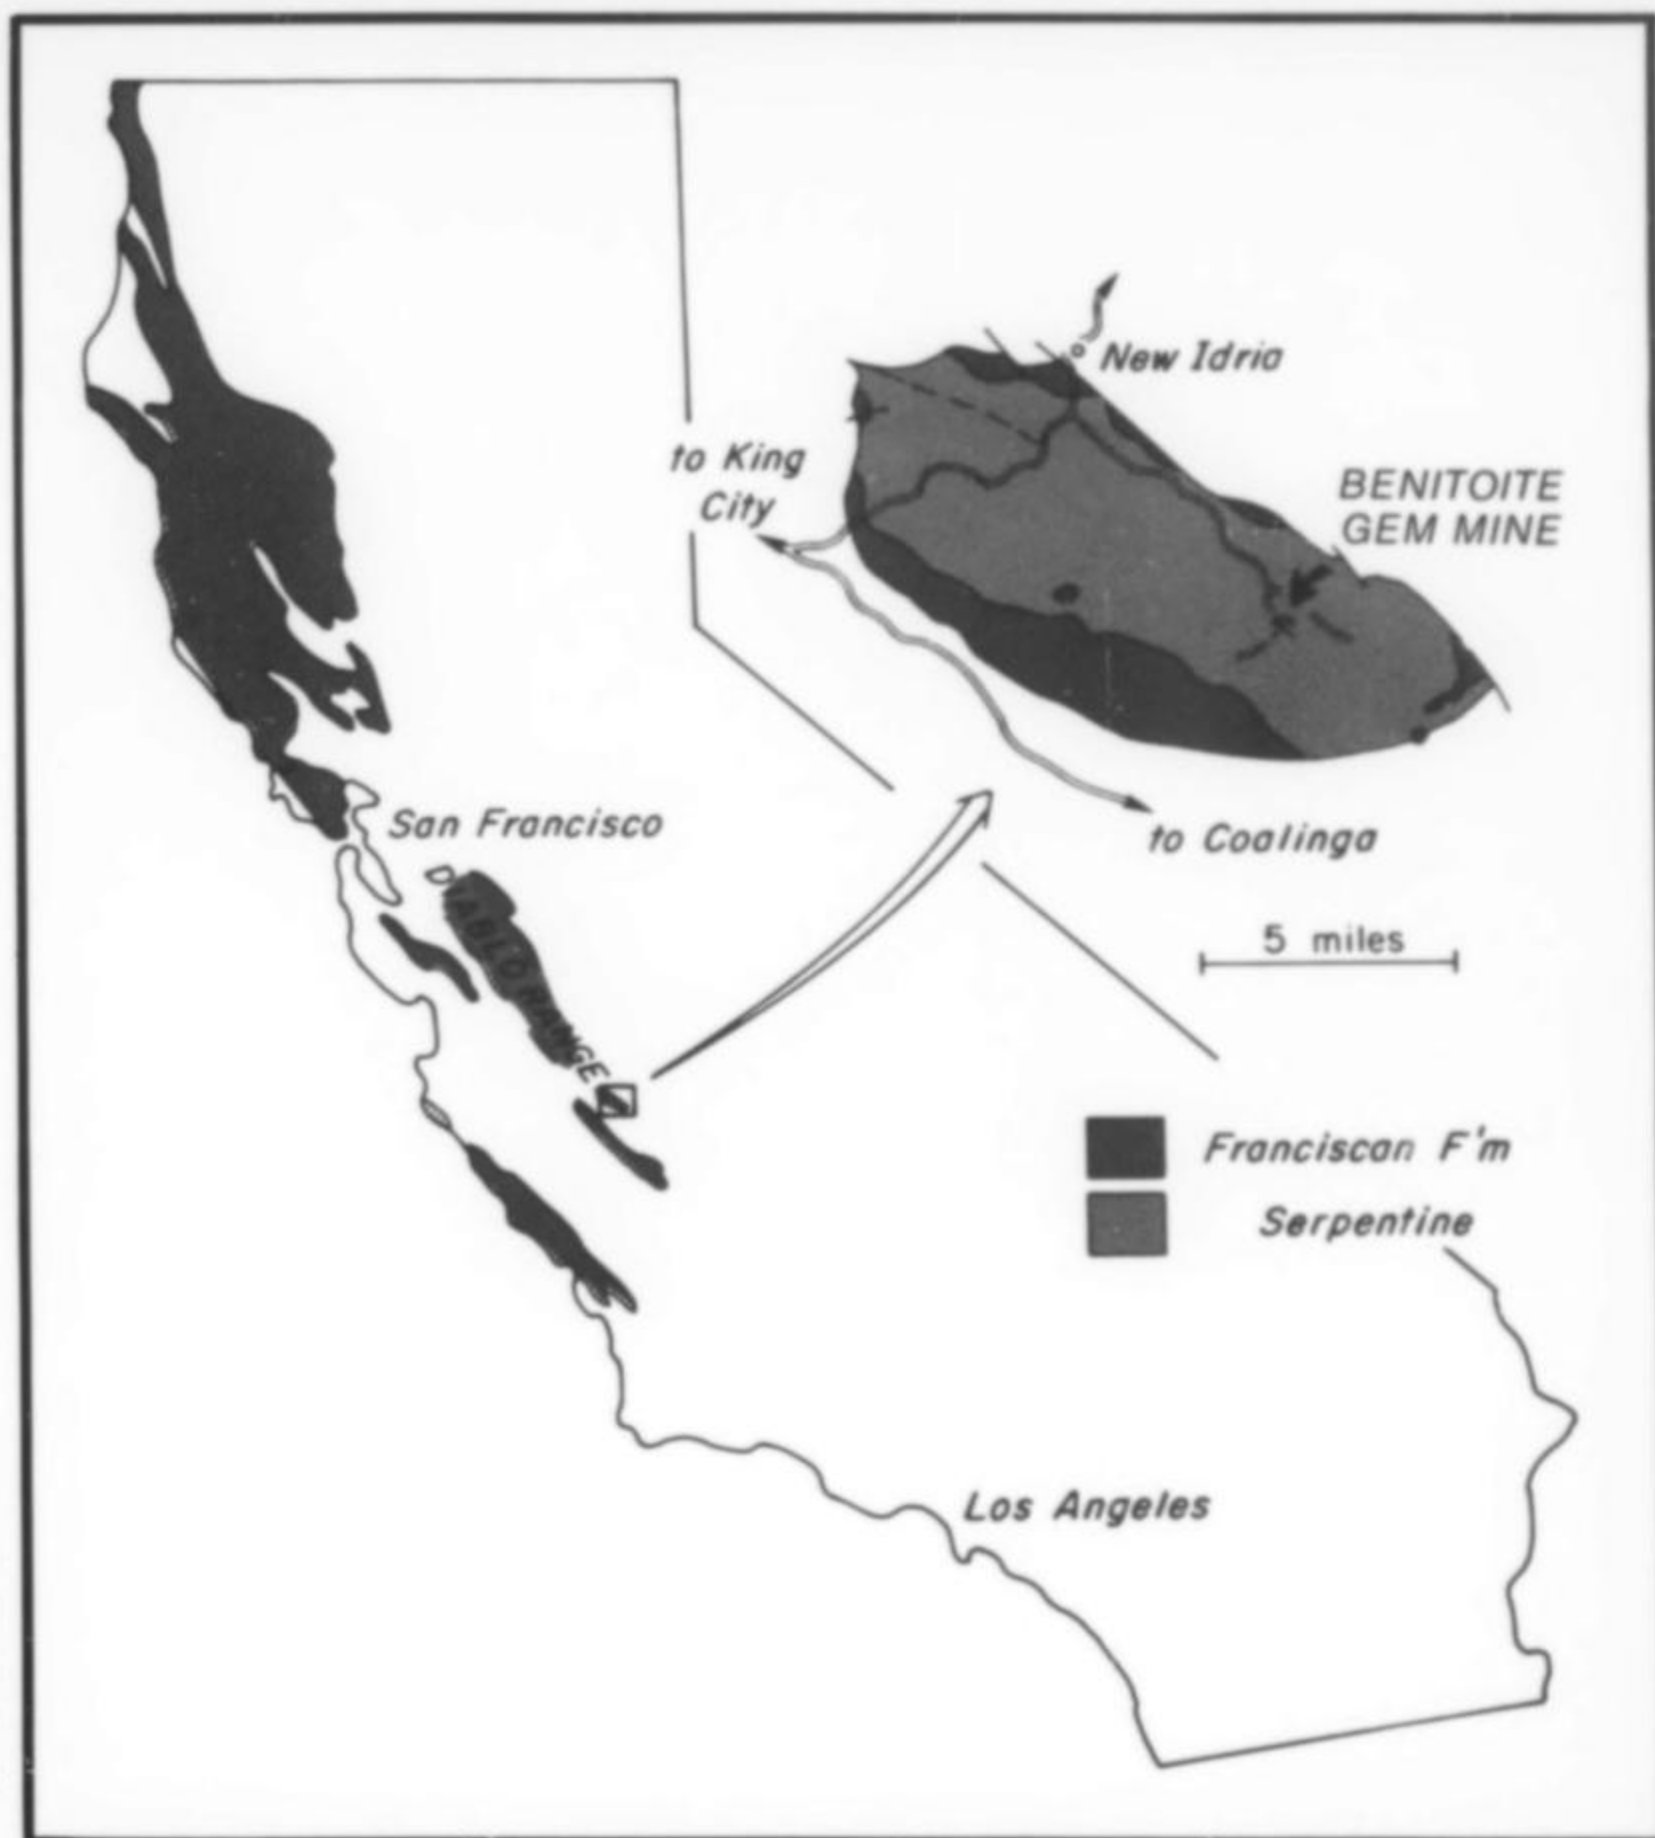 New Idria
to King
City
BENITOITE
GEM MINE
San Francisco
to Coalinga
DIABLO RANGE
5 miles
Franciscan F'm
Serpentine
Los Angeles